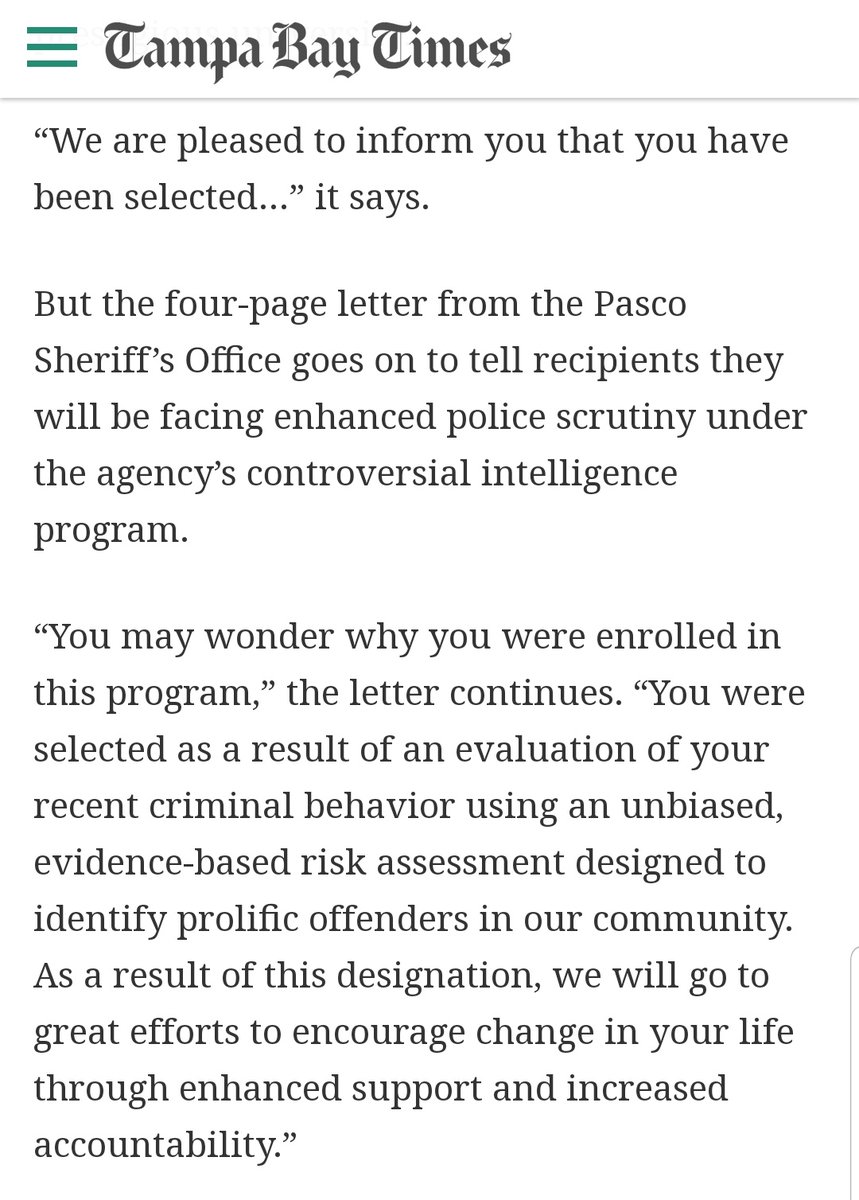 Tampa Bay Times
“We are pleased to inform you that you have
been selected...” it says.
But the four-page letter from the Pasco
Sheriff’s Office goes on to tell recipients they
will be facing enhanced police scrutiny under
the agency’s controversial intelligence
program.
“You may wonder why you were enrolled in
this program,” the letter continues. “You were
selected as a result of an evaluation of your
recent criminal behavior using an unbiased,
evidence-based risk assessment designed to
identify prolific offenders in our community.
As a result of this designation, we will go to
great efforts to encourage change in your life
through enhanced support and increased
accountability.”